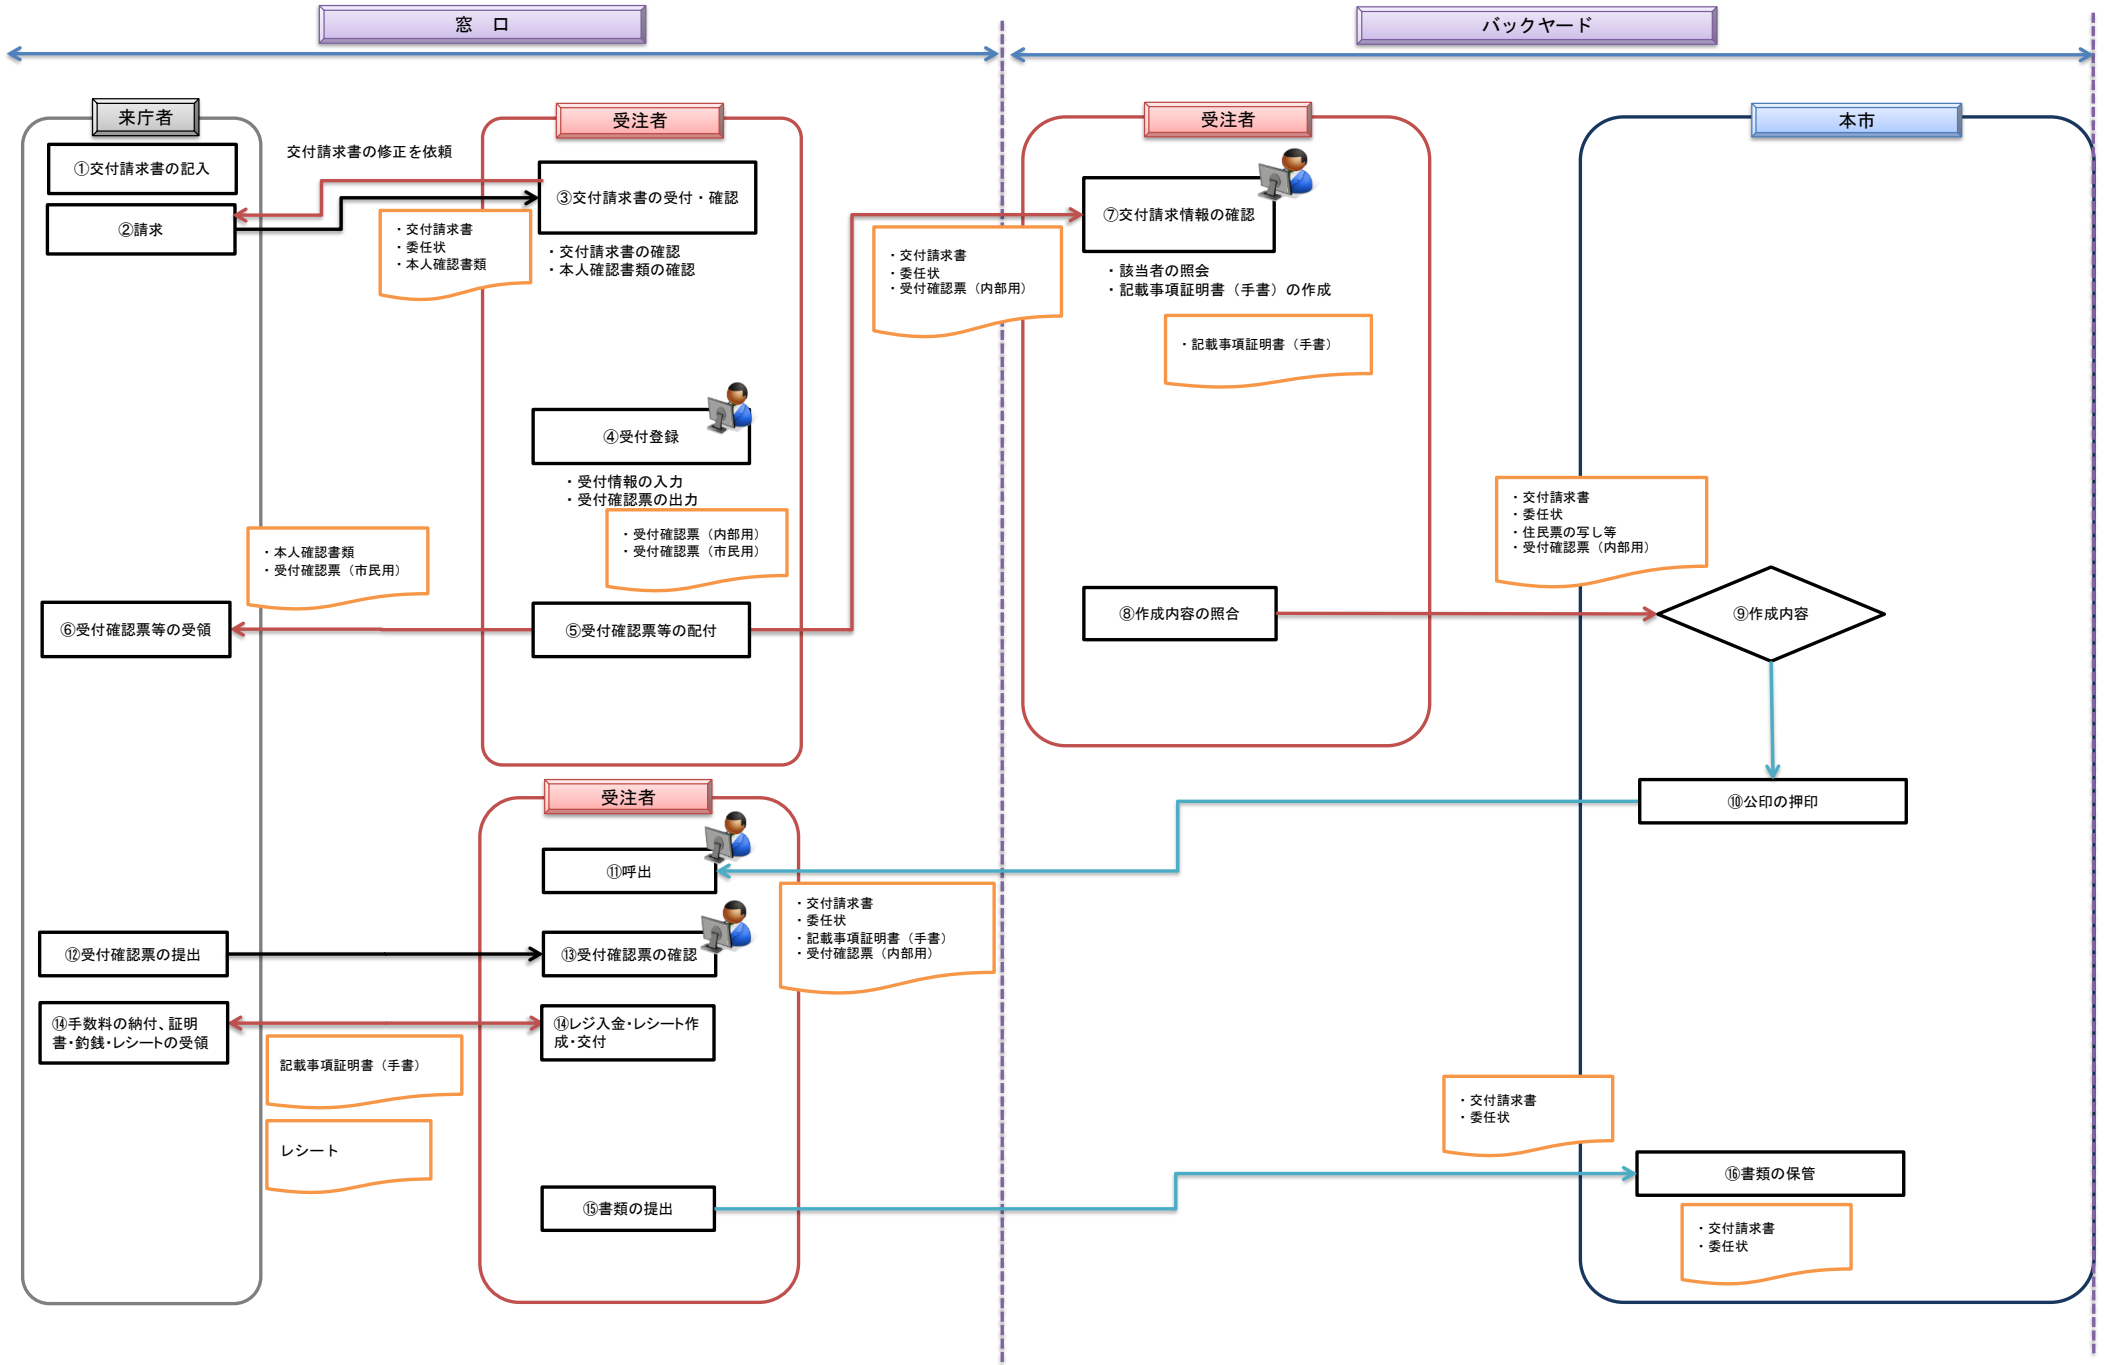 窓　口
バックヤード
来庁者
受注者
受注者
本市
①交付請求書の記入
交付請求書の修正を依頼
②請求
③交付請求書の受付・確認
・交付請求書
・委任状
・本人確認書類
・交付請求書の確認
・本人確認書類の確認
・交付請求書
・委任状
・受付確認票（内部用）
⑦交付請求情報の確認
・該当者の照会
・記載事項証明書（手書）の作成
・記載事項証明書（手書）
④受付登録
・受付情報の入力
・受付確認票の出力
・受付確認票（内部用）
・受付確認票（市民用）
・本人確認書類
・受付確認票（市民用）
・交付請求書
・委任状
・住民票の写し等
・受付確認票（内部用）
⑥受付確認票等の受領
⑤受付確認票等の配付
⑧作成内容の照合
⑨作成内容
受注者
⑩公印の押印
⑪呼出
・交付請求書
・委任状
・記載事項証明書（手書）
・受付確認票（内部用）
⑫受付確認票の提出
⑬受付確認票の確認
⑭手数料の納付、証明
書・釣銭・レシートの受領
⑭レジ入金・レシート作
成・交付
記載事項証明書（手書）
レシート
・交付請求書
・委任状
⑮書類の提出
⑯書類の保管
・交付請求書
・委任状